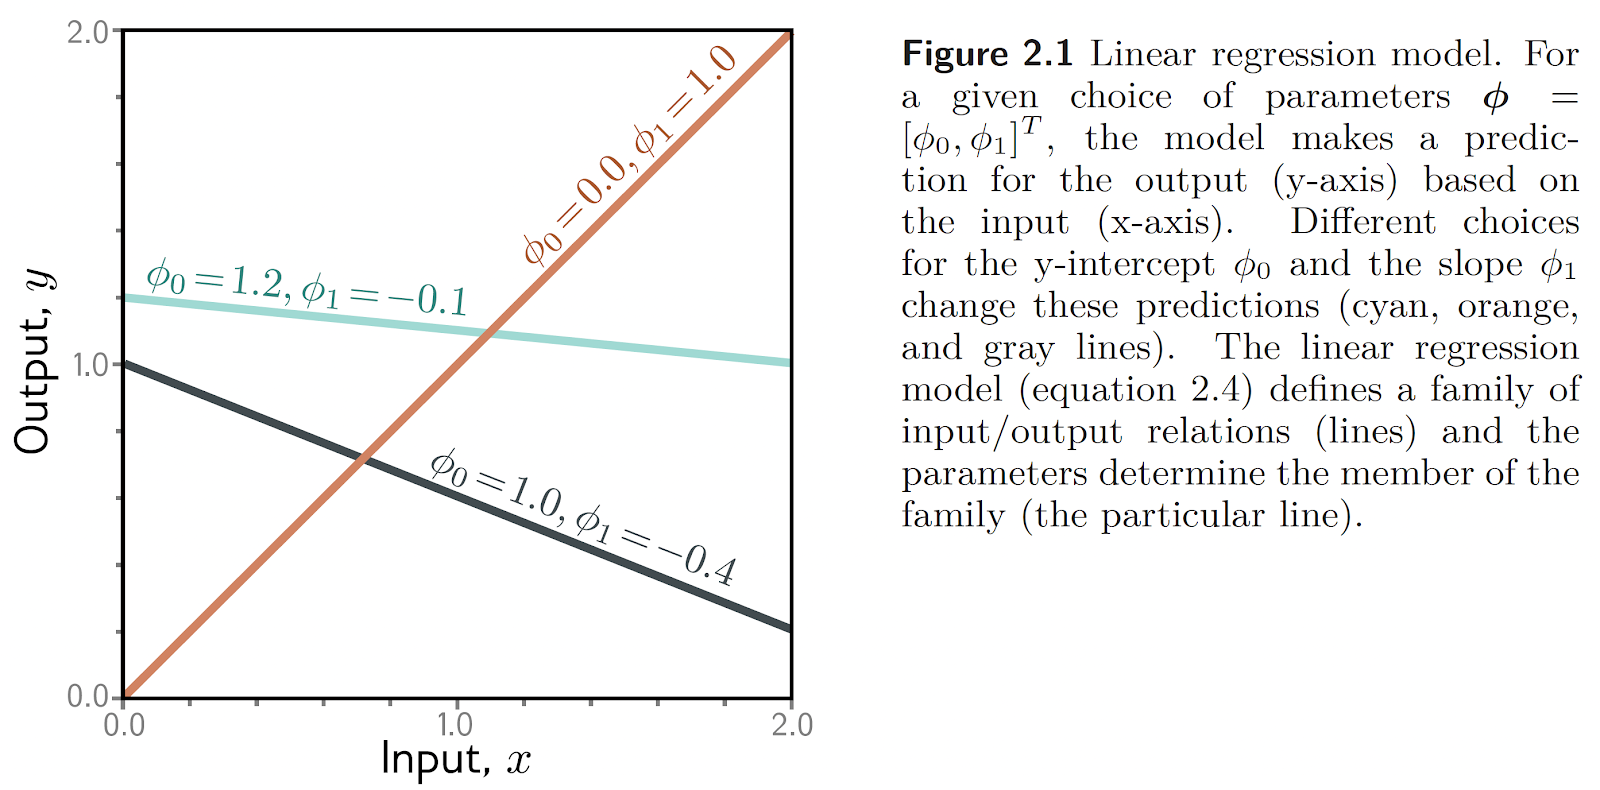 2.0
ϕ₀=0.0, ϕ₁=1.0
ϕ₀=1.2, ϕ₁=−0.1
1.0
ϕ₀=1.0, ϕ₁=−0.4
0.0
0.0 1.0 2.0
Input, x
Output, y
Figure 2.1 Linear regression model. For
a given choice of parameters ϕ =
[ϕ₀, ϕ₁]ᵀ, the model makes a predic-
tion for the output (y-axis) based on
the input (x-axis). Different choices
for the y-intercept ϕ₀ and the slope ϕ₁
change these predictions (cyan, orange,
and gray lines). The linear regression
model (equation 2.4) defines a family of
input/output relations (lines) and the
parameters determine the member of the
family (the particular line).